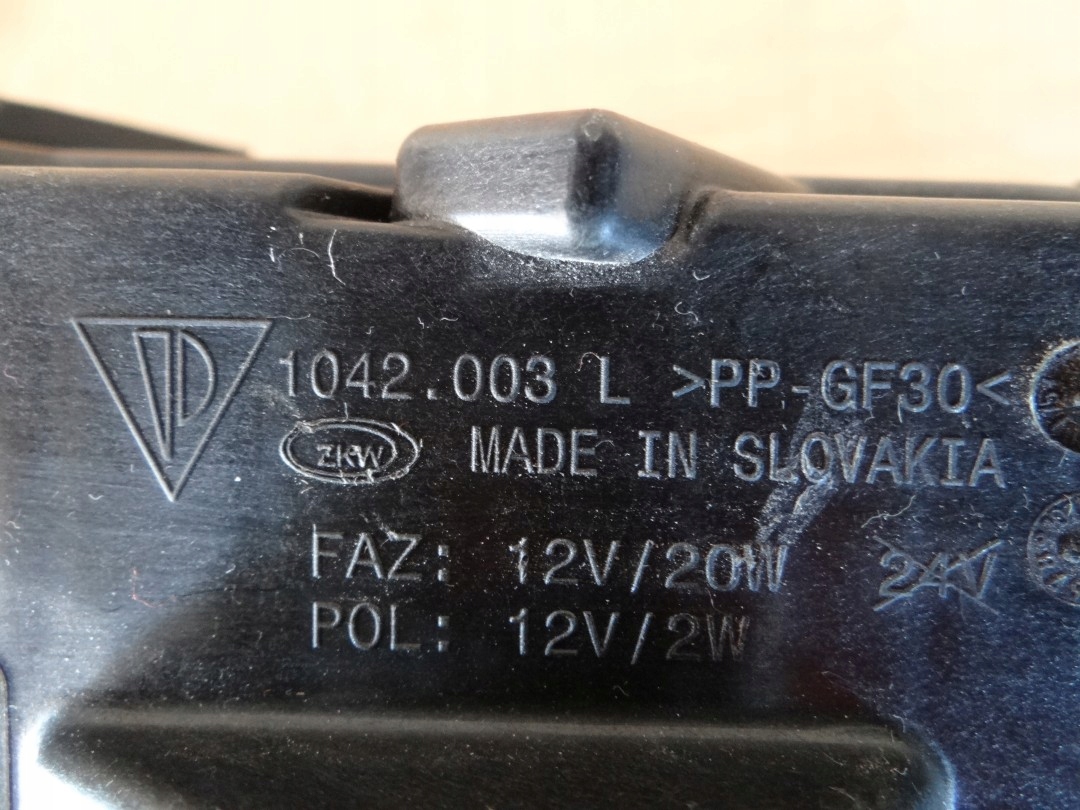 1042.003 L >PP-GF30<
ZKW MADE IN SLOVAKIA
FAZ: 12V/20W 24V
POL: 12V/2W